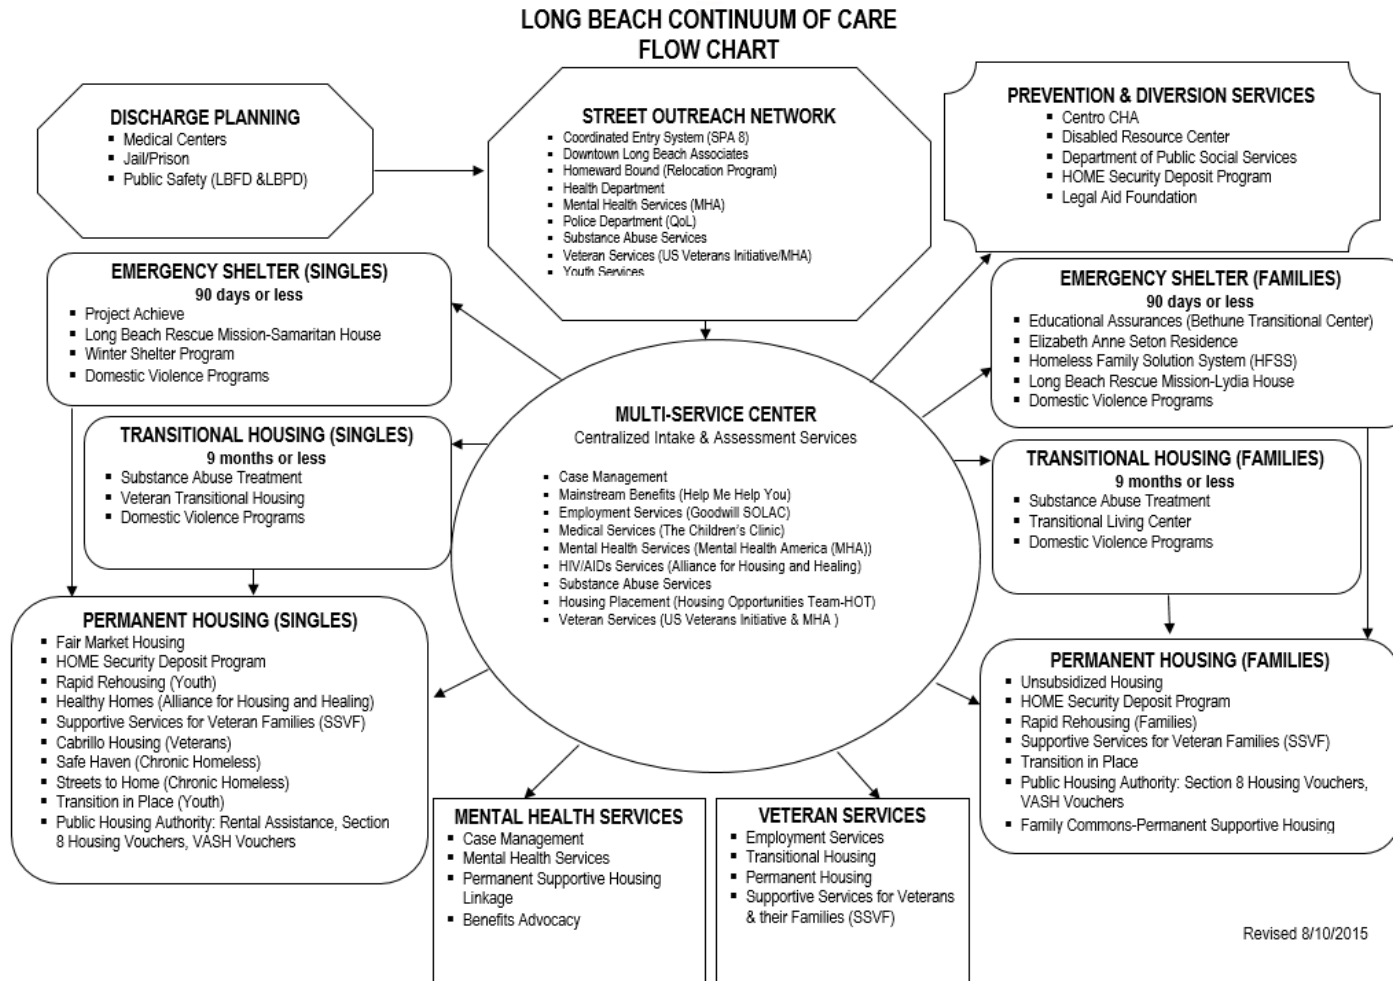 LONG BEACH CONTINUUM OF CARE
FLOW CHART
DISCHARGE PLANNING
▪ Medical Centers
▪ Jail/Prison
▪ Public Safety (LBFD &LBPD)
STREET OUTREACH NETWORK
▪ Coordinated Entry System (SPA 8)
▪ Downtown Long Beach Associates
▪ Homeward Bound (Relocation Program)
▪ Health Department
▪ Mental Health Services (MHA)
▪ Police Department (QoL)
▪ Substance Abuse Services
▪ Veteran Services (US Veterans Initiative/MHA)
▪ Youth Services
PREVENTION & DIVERSION SERVICES
▪ Centro CHA
▪ Disabled Resource Center
▪ Department of Public Social Services
▪ HOME Security Deposit Program
▪ Legal Aid Foundation
EMERGENCY SHELTER (SINGLES)
90 days or less
▪ Project Achieve
▪ Long Beach Rescue Mission-Samaritan House
▪ Winter Shelter Program
▪ Domestic Violence Programs
EMERGENCY SHELTER (FAMILIES)
90 days or less
▪ Educational Assurances (Bethune Transitional Center)
▪ Elizabeth Anne Seton Residence
▪ Homeless Family Solution System (HFSS)
▪ Long Beach Rescue Mission-Lydia House
▪ Domestic Violence Programs
TRANSITIONAL HOUSING (SINGLES)
9 months or less
▪ Substance Abuse Treatment
▪ Veteran Transitional Housing
▪ Domestic Violence Programs
MULTI-SERVICE CENTER
Centralized Intake & Assessment Services
▪ Case Management
▪ Mainstream Benefits (Help Me Help You)
▪ Employment Services (Goodwill SOLAC)
▪ Medical Services (The Children's Clinic)
▪ Mental Health Services (Mental Health America (MHA))
▪ HIV/AIDs Services (Alliance for Housing and Healing)
▪ Substance Abuse Services
▪ Housing Placement (Housing Opportunities Team-HOT)
▪ Veteran Services (US Veterans Initiative & MHA )
TRANSITIONAL HOUSING (FAMILIES)
9 months or less
▪ Substance Abuse Treatment
▪ Transitional Living Center
▪ Domestic Violence Programs
PERMANENT HOUSING (SINGLES)
▪ Fair Market Housing
▪ HOME Security Deposit Program
▪ Rapid Rehousing (Youth)
▪ Healthy Homes (Alliance for Housing and Healing)
▪ Supportive Services for Veteran Families (SSVF)
▪ Cabrillo Housing (Veterans)
▪ Safe Haven (Chronic Homeless)
▪ Streets to Home (Chronic Homeless)
▪ Transition in Place (Youth)
▪ Public Housing Authority: Rental Assistance, Section
8 Housing Vouchers, VASH Vouchers
PERMANENT HOUSING (FAMILIES)
▪ Unsubsidized Housing
▪ HOME Security Deposit Program
▪ Rapid Rehousing (Families)
▪ Supportive Services for Veteran Families (SSVF)
▪ Transition in Place
▪ Public Housing Authority: Section 8 Housing Vouchers,
VASH Vouchers
▪ Family Commons-Permanent Supportive Housing
MENTAL HEALTH SERVICES
▪ Case Management
▪ Mental Health Services
▪ Permanent Supportive Housing
Linkage
▪ Benefits Advocacy
VETERAN SERVICES
▪ Employment Services
▪ Transitional Housing
▪ Permanent Housing
▪ Supportive Services for Veterans
& their Families (SSVF)
Revised 8/10/2015